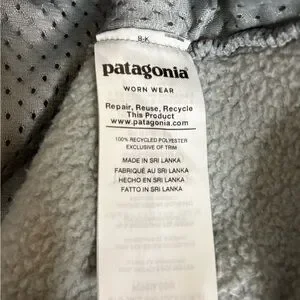 8-K
patagonia®
WORN WEAR
Repair, Reuse, Recycle
This Product
www.patagonia.com
100% RECYCLED POLYESTER
EXCLUSIVE OF TRIM
MADE IN SRI LANKA
FABRIQUÉ AU SRI LANKA
HECHO EN SRI LANKA
FATTO IN SRI LANKA